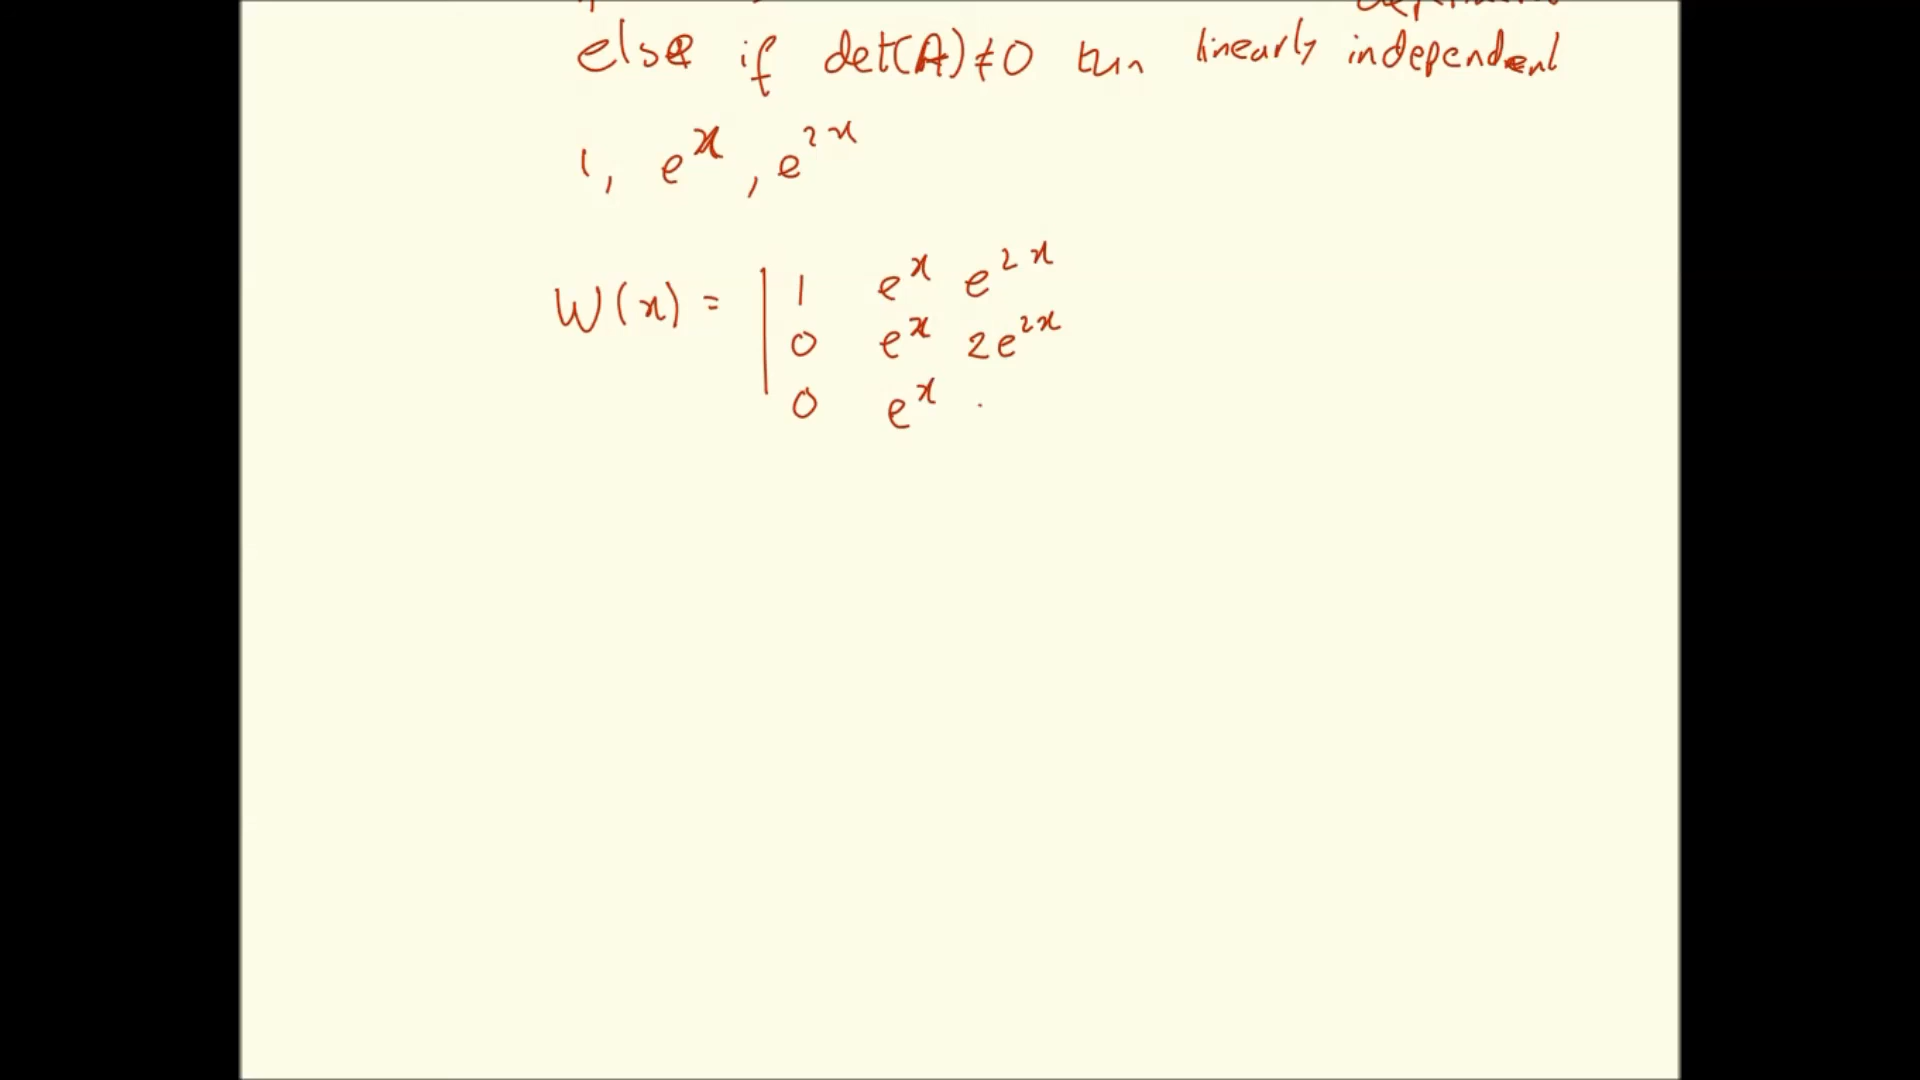 else if det(A)≠0 then linearly independent
1, e^x, e^2x
W(x) = | 1 e^x e^2x
0 e^x 2e^2x
0 e^x